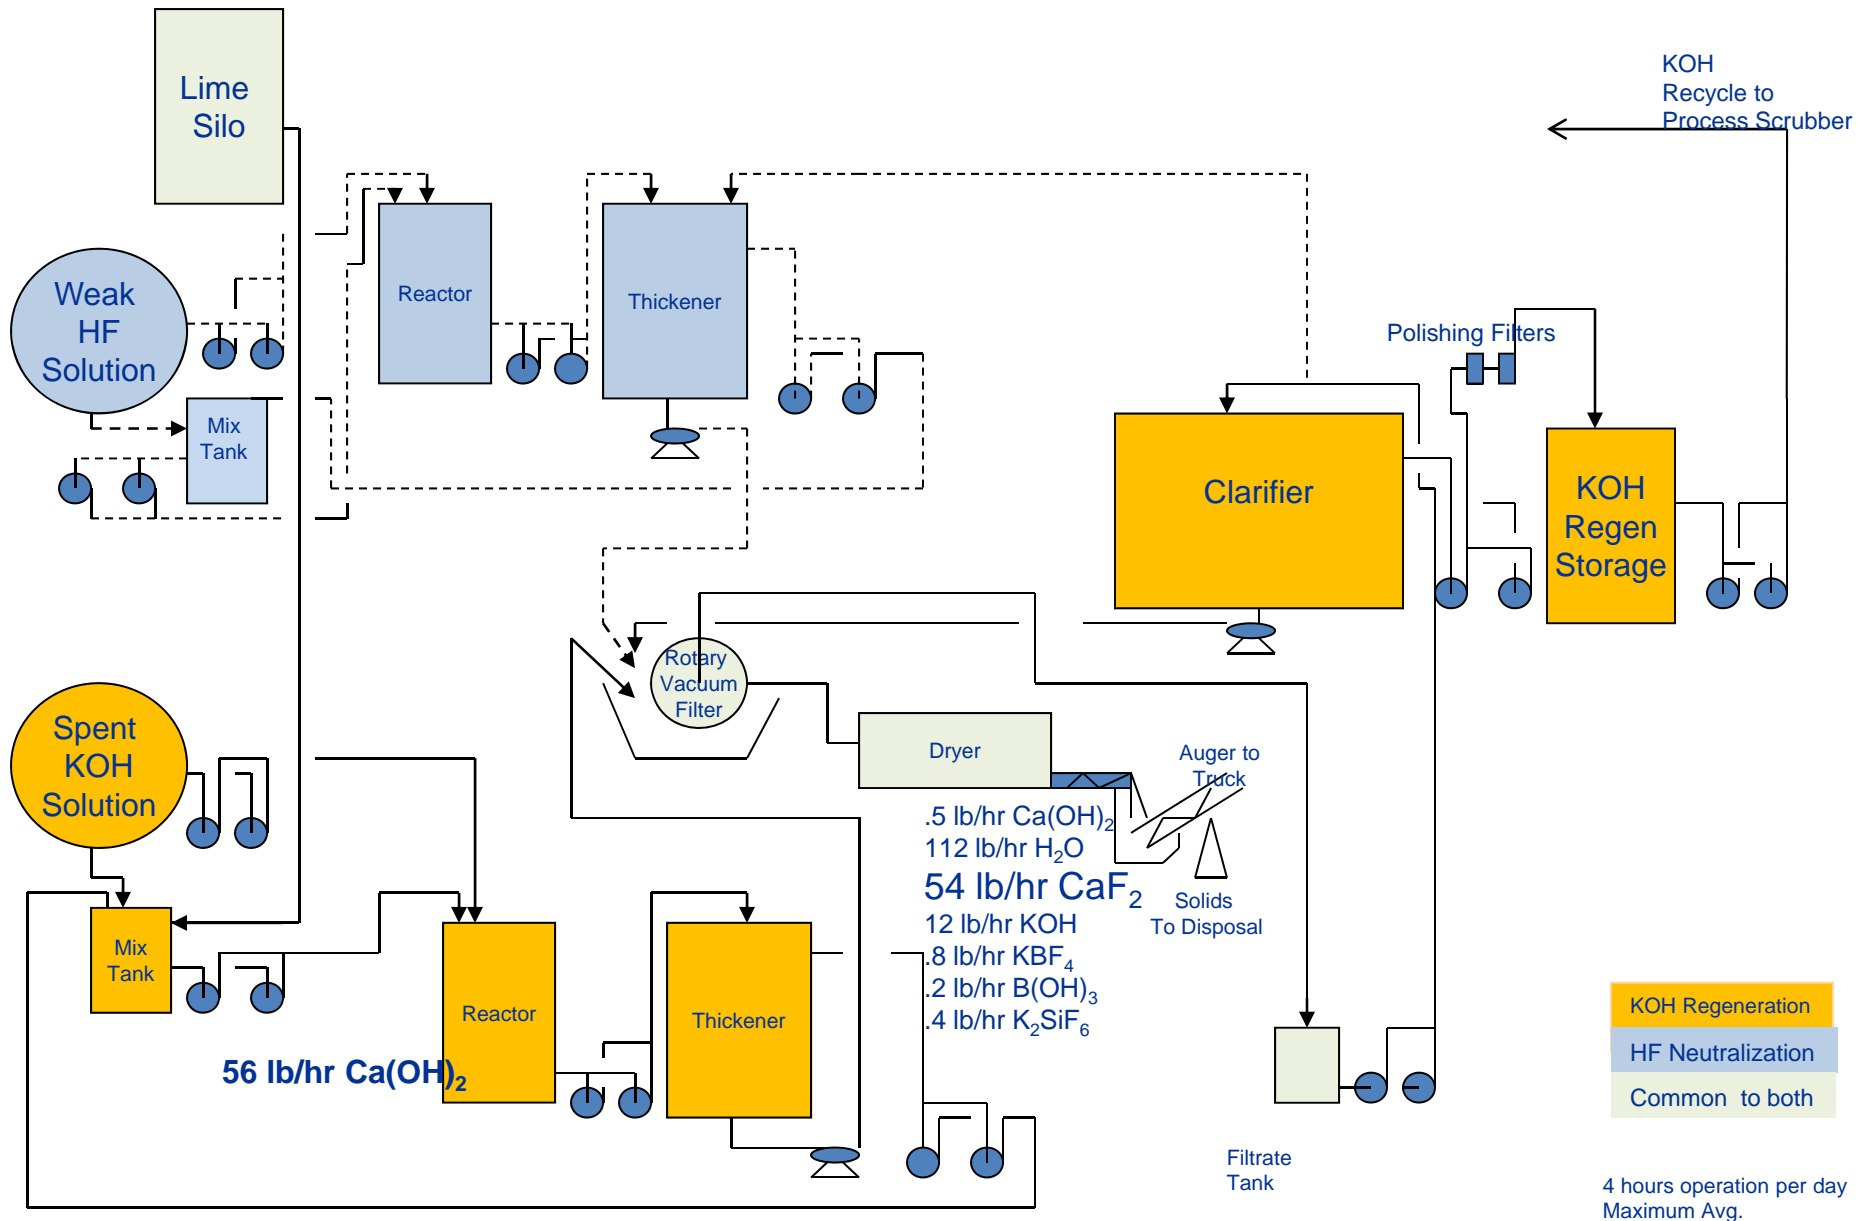 Lime
Silo
KOH
Recycle to
Process Scrubber
Weak
HF
Solution
Reactor
Thickener
Polishing Filters
Mix
Tank
Clarifier
KOH
Regen
Storage
Rotary
Vacuum
Filter
Spent
KOH
Solution
Dryer
Auger to
Truck
.5 lb/hr Ca(OH)₂
112 lb/hr H₂O
54 lb/hr CaF₂
12 lb/hr KOH
.8 lb/hr KBF₄
.2 lb/hr B(OH)₃
.4 lb/hr K₂SiF₆
Solids
To Disposal
Mix
Tank
Reactor
Thickener
56 lb/hr Ca(OH)₂
KOH Regeneration
HF Neutralization
Common to both
Filtrate
Tank
4 hours operation per day
Maximum Avg.